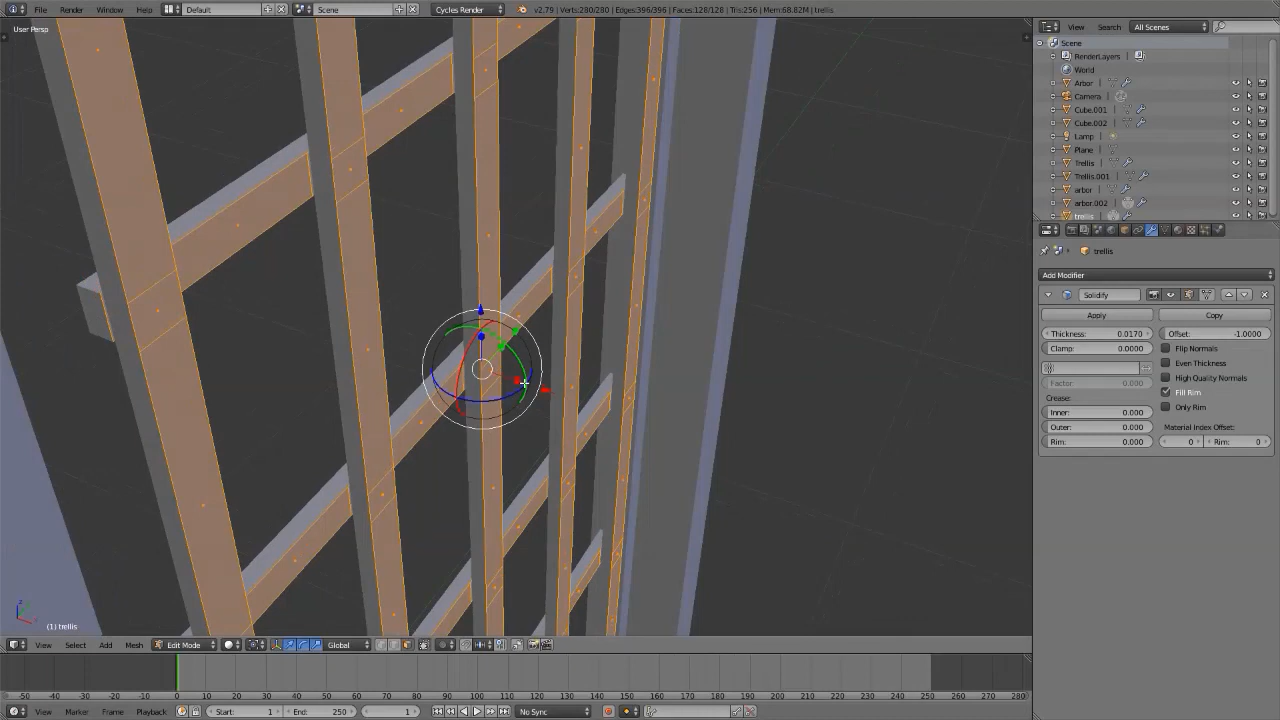 File Render Window Help Default Scene Cycles Render v2.79 | Verts:280/280 | Edges:396/396 | Faces:128/128 | Tris:256 | Mem:68.82M | trellis
User Persp
View Search All Scenes
Scene
RenderLayers
World
Arbor
Camera
Cube.001
Cube.002
Lamp
Plane
Trellis
Trellis.001
arbor
arbor.002
trellis
trellis
Add Modifier
Solidify
Apply Copy
Thickness: 0.0170 Offset: -1.0000
Clamp: 0.0000 Flip Normals
Even Thickness
Factor: 0.000 High Quality Normals
Crease: Fill Rim
Inner: 0.000 Only Rim
Outer: 0.000 Material Index Offset:
Rim: 0.000 0 Rim: 0
(1) trellis
View Select Add Mesh Edit Mode Global
-50 -40 -30 -20 -10 0 10 20 30 40 50 60 70 80 90 100 110 120 130 140 150 160 170 180 190 200 210 220 230 240 250 260 270 280
View Marker Frame Playback Start: 1 End: 250 1 No Sync